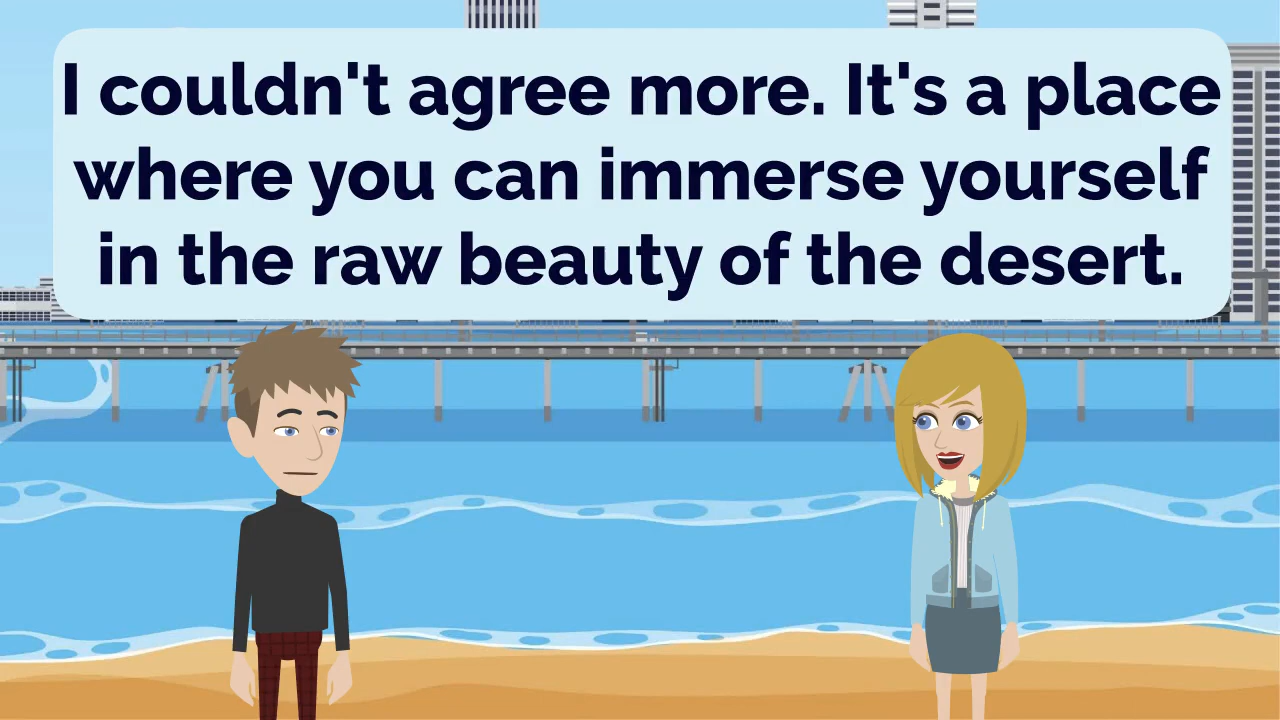 I couldn't agree more. It's a place
where you can immerse yourself
in the raw beauty of the desert.